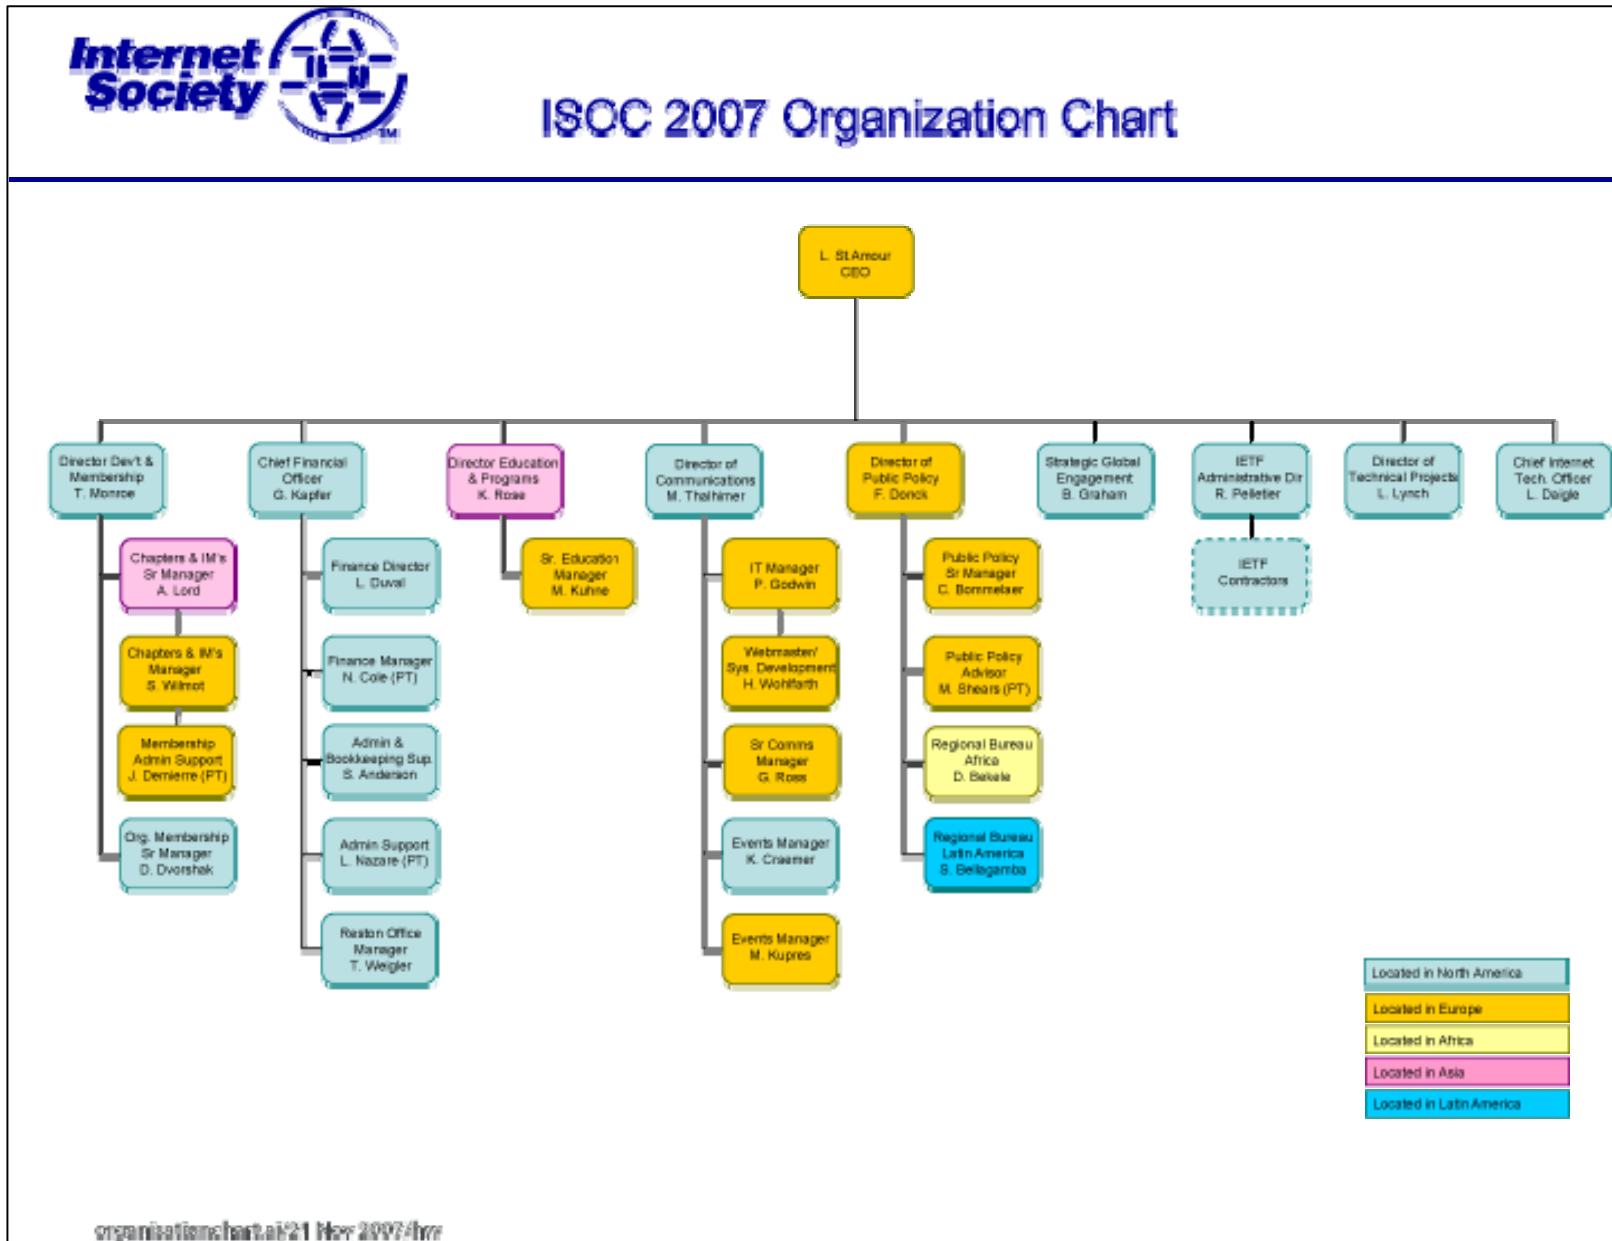 Internet
Society
SM
ISOC 2007 Organization Chart
L. St.Amour
CEO
Director Dev't &
Membership
T. Monroe
Chief Financial
Officer
G. Kapfer
Director Education
& Programs
K. Rose
Director of
Communications
M. Thalhimer
Director of
Public Policy
F. Donck
Strategic Global
Engagement
B. Graham
IETF
Administrative Dir
R. Pelletier
Director of
Technical Projects
L. Lynch
Chief Internet
Tech. Officer
L. Daigle
Chapters & IM's
Sr Manager
A. Lord
Chapters & IM's
Manager
S. Wilmot
Membership
Admin Support
J. Demierre (PT)
Org. Membership
Sr Manager
D. Dvorshak
Finance Director
L. Duval
Finance Manager
N. Cole (PT)
Admin &
Bookkeeping Sup.
S. Anderson
Admin Support
L. Nazare (PT)
Reston Office
Manager
T. Weigler
Sr. Education
Manager
M. Kuhne
IT Manager
P. Godwin
Webmaster/
Sys. Development
H. Wohlfarth
Sr Comms
Manager
G. Ross
Events Manager
K. Craemer
Events Manager
M. Kupres
Public Policy
Sr Manager
C. Bommelaer
Public Policy
Advisor
M. Shears (PT)
Regional Bureau
Africa
D. Bekele
Regional Bureau
Latin America
S. Bellagamba
IETF
Contractors
Located in North America
Located in Europe
Located in Africa
Located in Asia
Located in Latin America
organisationchart.ai/21 Nov 2007/hw